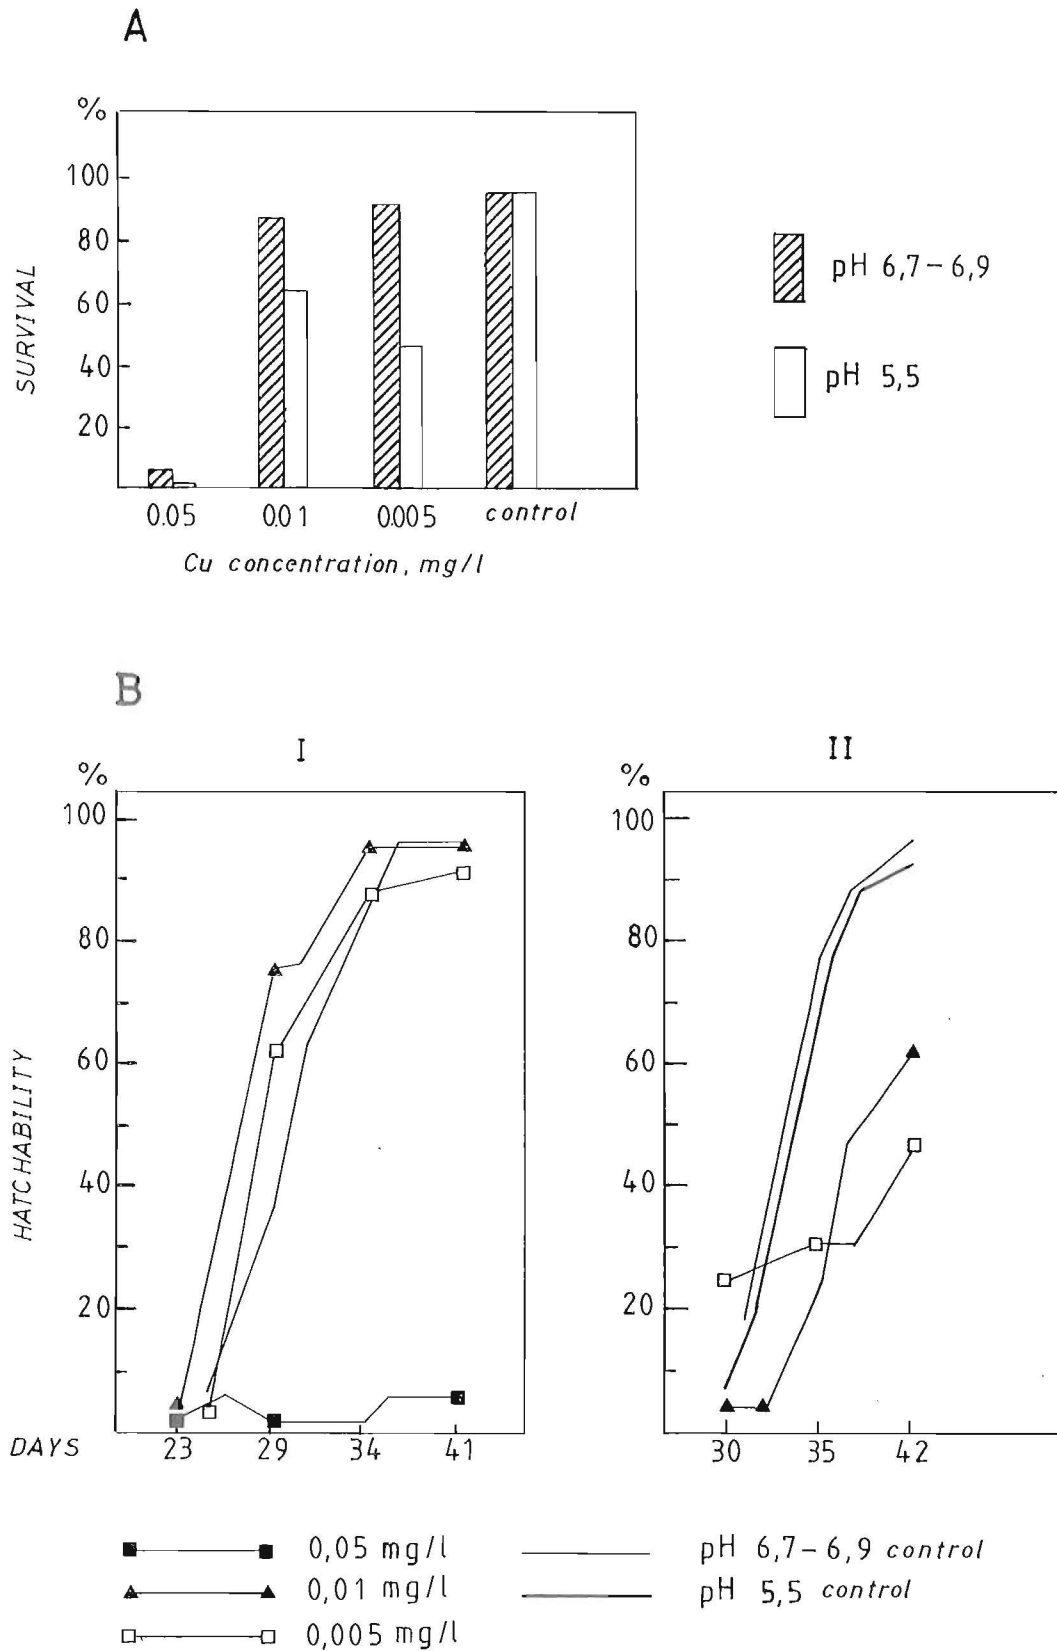 A
%
100
80
60
40
20
SURVIVAL
0.05 0.01 0.005 control
Cu concentration, mg/l
pH 6,7–6,9
pH 5,5
B
I
%
100
80
60
40
20
HATCHABILITY
DAYS 23 29 34 41
II
%
100
80
60
40
20
30 35 42
0,05 mg/l
0,01 mg/l
0,005 mg/l
pH 6,7–6,9 control
pH 5,5 control